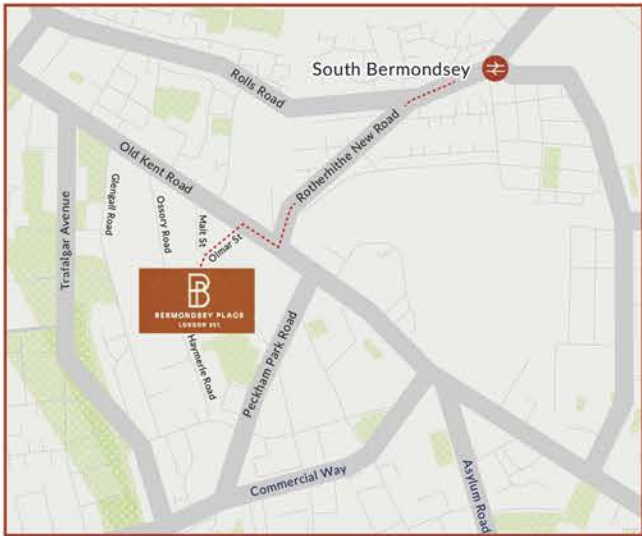 South Bermondsey
Rolls Road
Old Kent Road
Rotherhithe New Road
Glengall Road
Ossory Road
Malt St
Olmar St
Trafalgar Avenue
B
BERMONDSEY PLACE
LONDON SE1.
Haymerle Road
Peckham Park Road
Commercial Way
Asylum Road